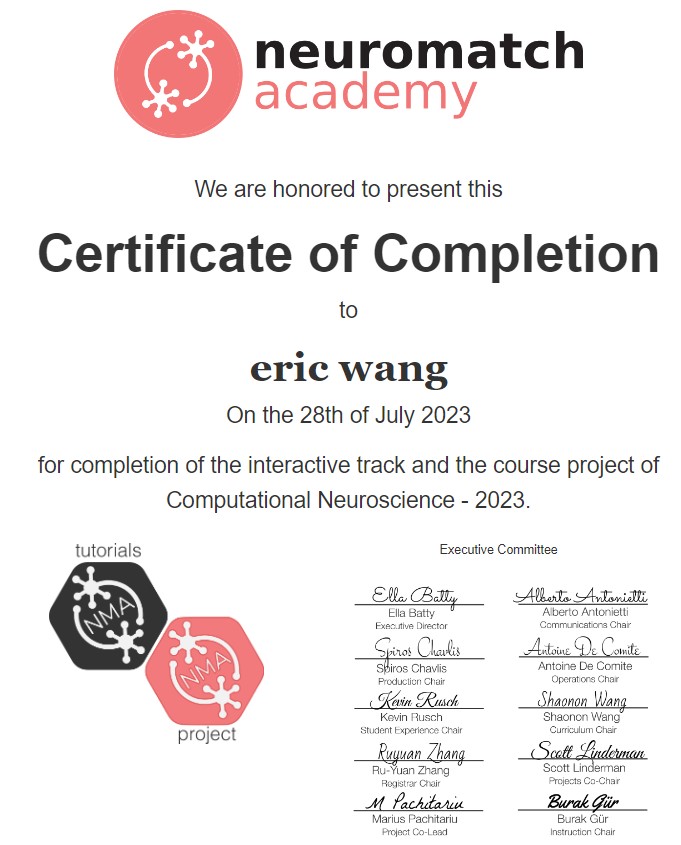 neuromatch
academy
We are honored to present this
Certificate of Completion
to
eric wang
On the 28th of July 2023
for completion of the interactive track and the course project of
Computational Neuroscience - 2023.
tutorials
NMA
NMA
project
Executive Committee
Ella Batty
Ella Batty
Executive Director
Alberto Antonietti
Alberto Antonietti
Communications Chair
Spiros Chavlis
Spiros Chavlis
Production Chair
Antoine De Comite
Antoine De Comite
Operations Chair
Kevin Rusch
Kevin Rusch
Student Experience Chair
Shaonon Wang
Shaonon Wang
Curriculum Chair
Ruyuan Zhang
Ru-Yuan Zhang
Registrar Chair
Scott Linderman
Scott Linderman
Projects Co-Chair
M Pachitariu
Marius Pachitariu
Project Co-Lead
Burak Gür
Burak Gür
Instruction Chair